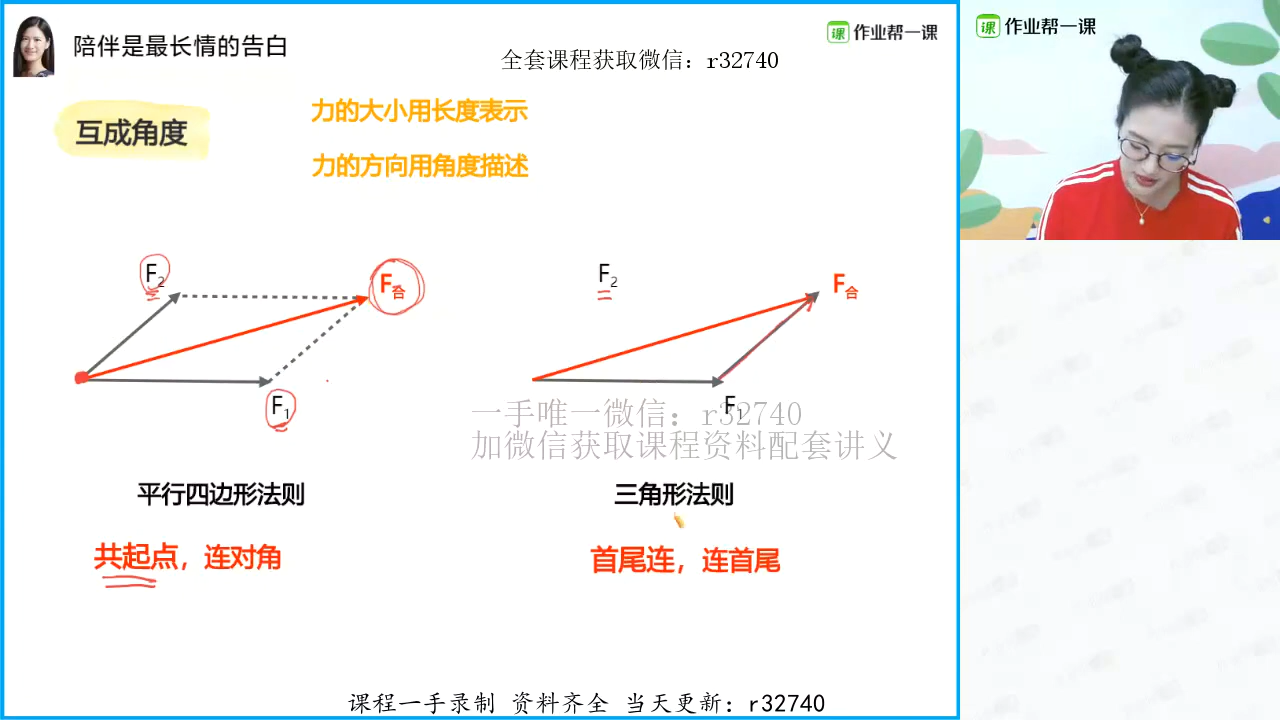 陪伴是最长情的告白
课 作业帮一课
课 作业帮一课
全套课程获取微信：r32740
互成角度
力的大小用长度表示
力的方向用角度描述
F2
F合
F1
F2
F合
F1
一手唯一微信：r32740
加微信获取课程资料配套讲义
平行四边形法则
三角形法则
共起点，连对角
首尾连，连首尾
课程一手录制 资料齐全 当天更新：r32740